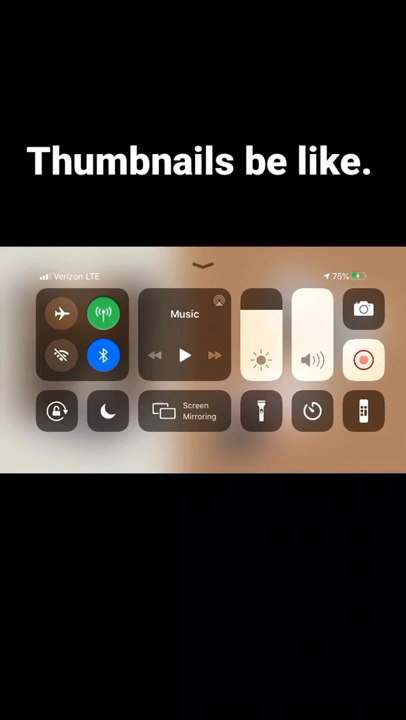 Thumbnails be like.
Verizon LTE
75%
Music
Screen
Mirroring